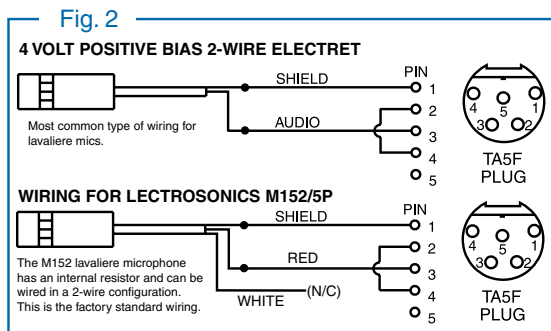 Fig. 2
4 VOLT POSITIVE BIAS 2-WIRE ELECTRET
SHIELD
PIN
1
2
AUDIO
3
4
5
Most common type of wiring for
lavaliere mics.
4
5
1
3
2
TA5F
PLUG
WIRING FOR LECTROSONICS M152/5P
SHIELD
PIN
1
2
RED
3
WHITE
(N/C)
4
5
The M152 lavaliere microphone
has an internal resistor and can be
wired in a 2-wire configuration.
This is the factory standard wiring.
4
5
1
3
2
TA5F
PLUG